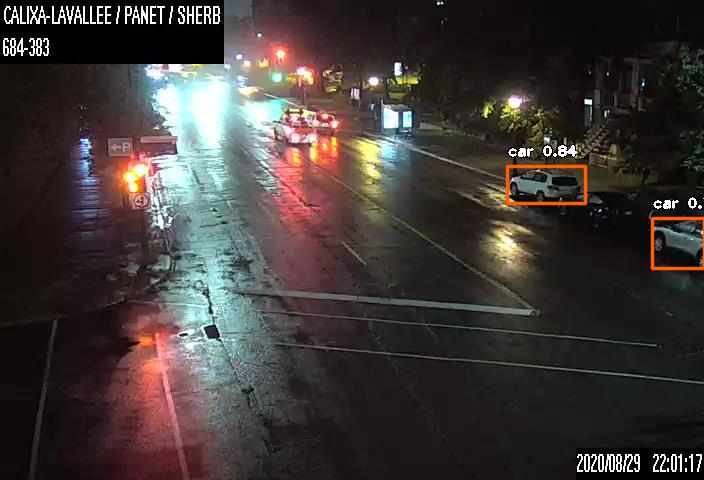 CALIXA-LAVALLEE / PANET / SHERB
684-383
←P
car 0.84
car 0.
2020/08/29 22:01:17